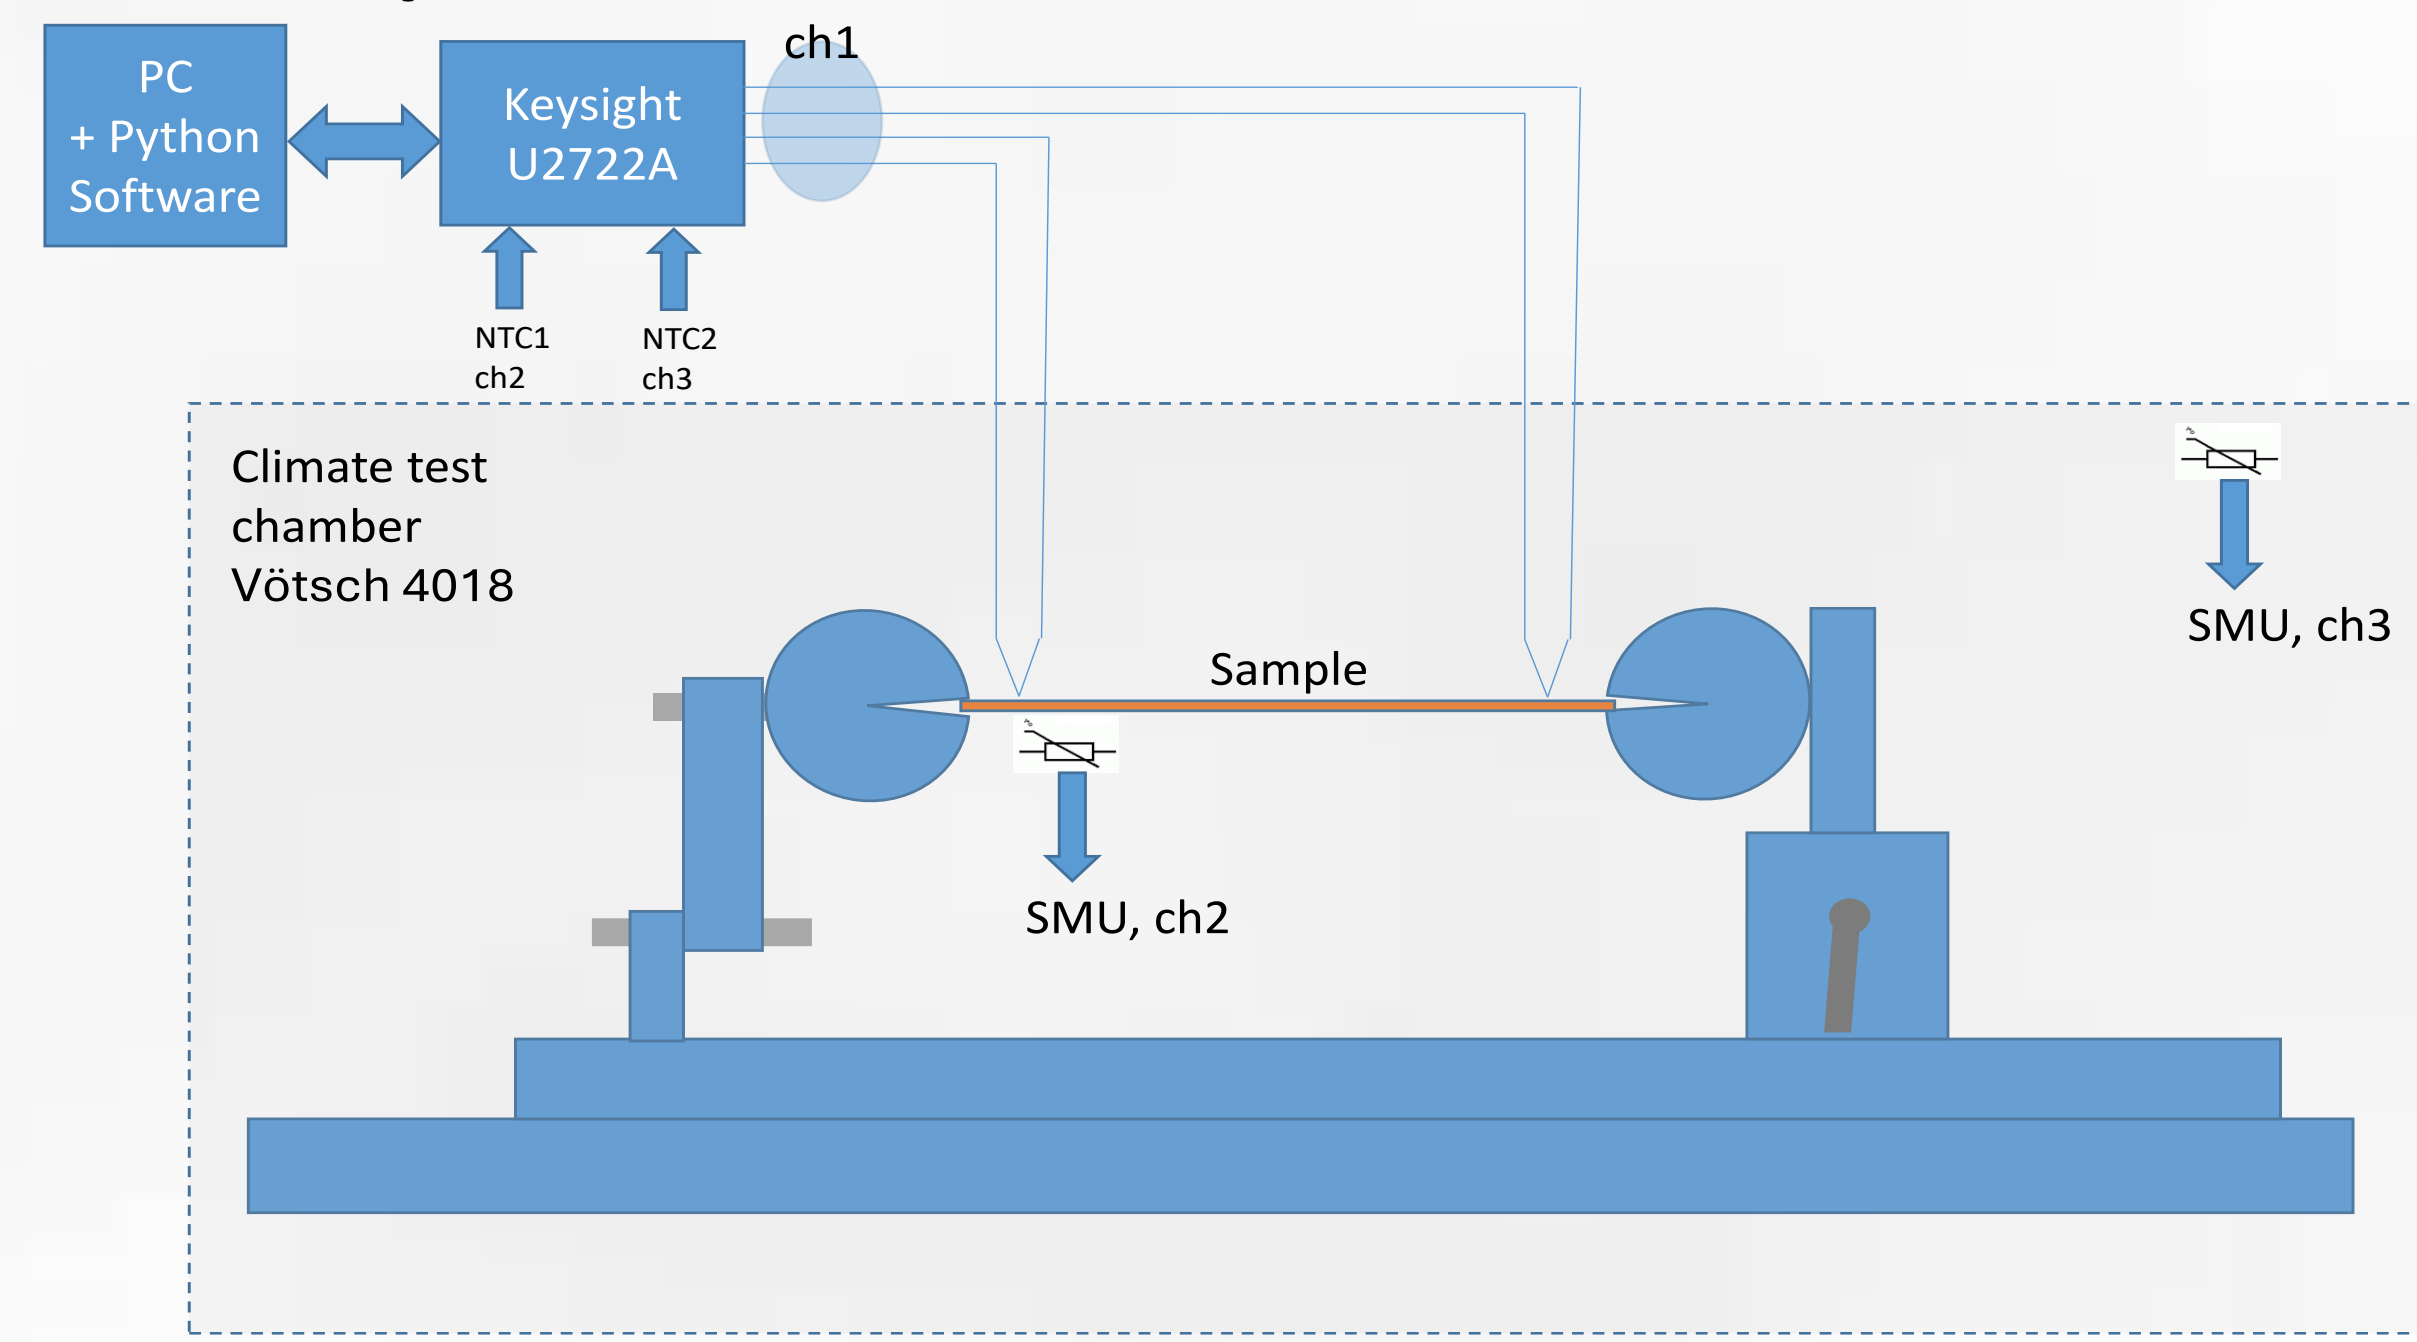 PC
+ Python
Software
Keysight
U2722A
ch1
NTC1
ch2
NTC2
ch3
Climate test
chamber
Vötsch 4018
Sample
SMU, ch2
SMU, ch3